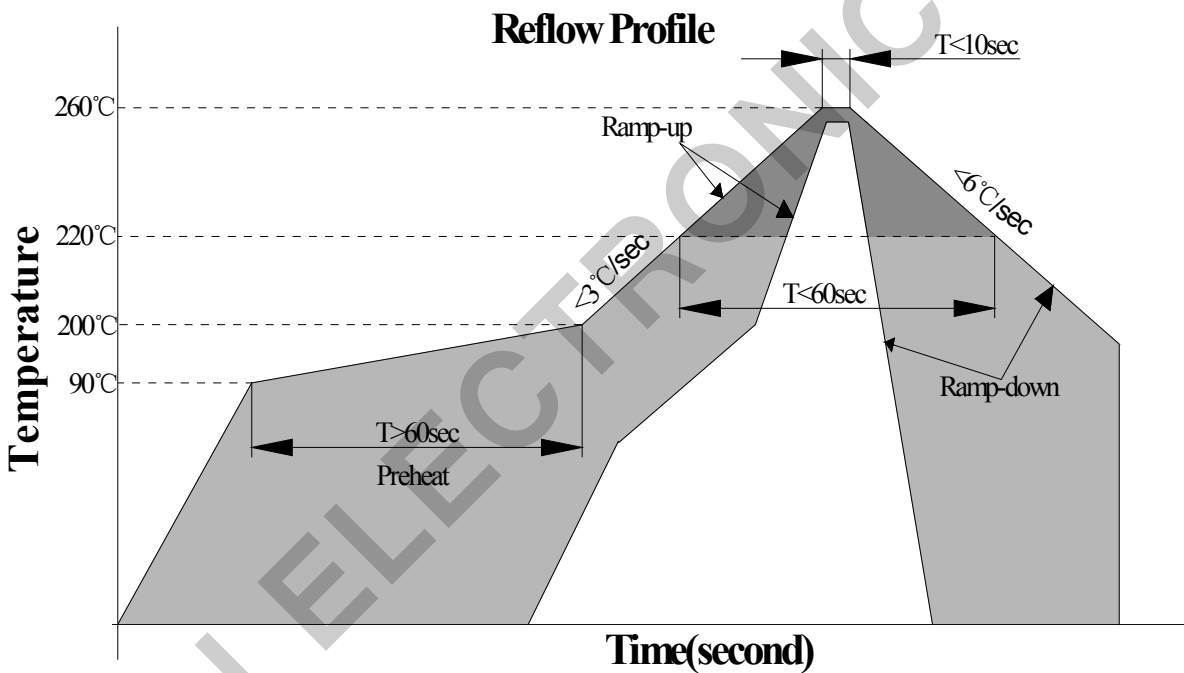 Reflow Profile
T<10sec
260℃
Ramp-up
<6℃/sec
220℃
<3℃/sec
T<60sec
200℃
90℃
Ramp-down
T>60sec
Preheat
Temperature
Time(second)
ELECTRONIC